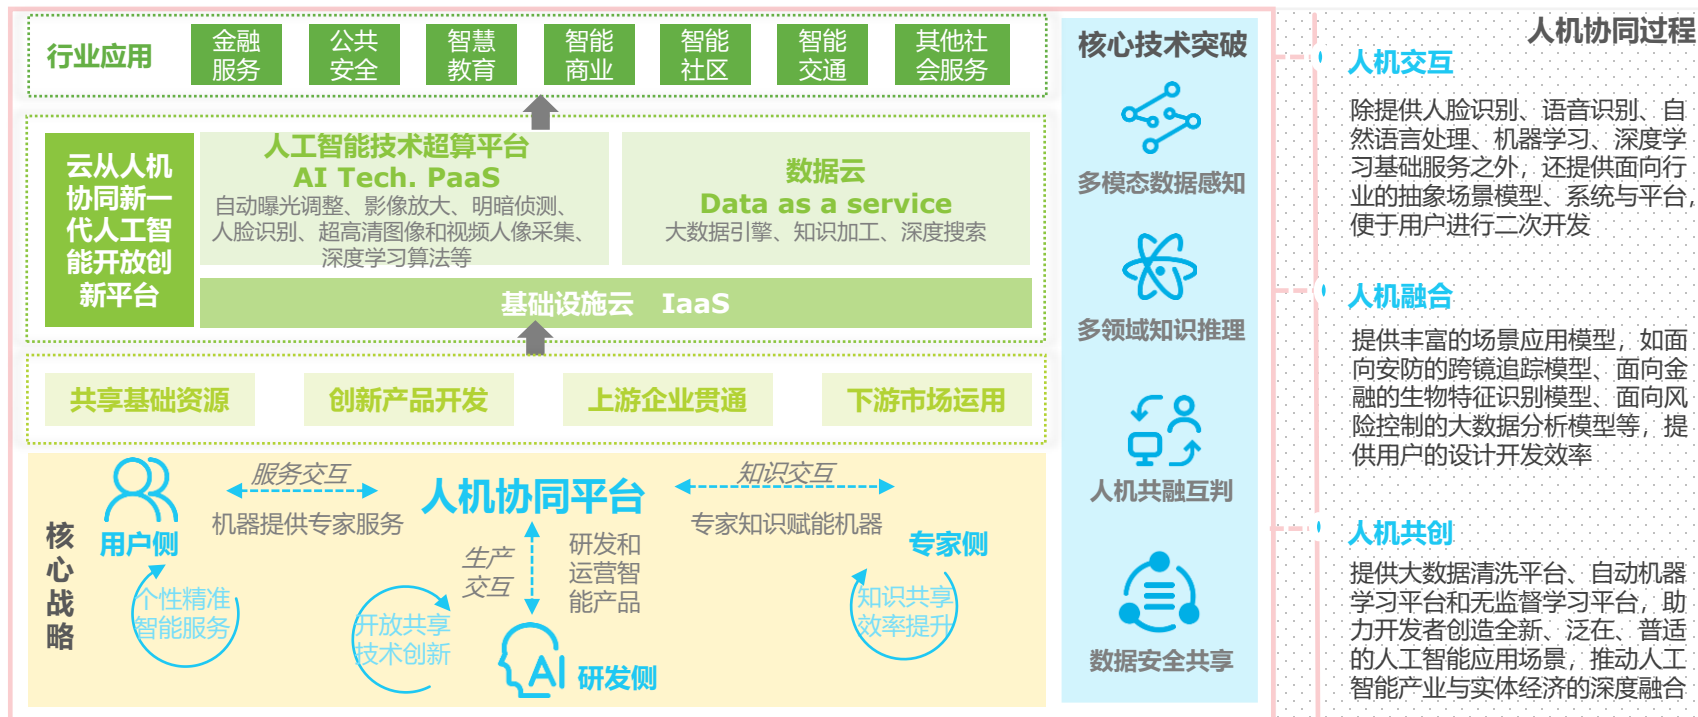 行业应用
金融
服务
公共
安全
智慧
教育
智能
商业
智能
社区
智能
交通
其他社
会服务
云从人机
协同新一
代人工智
能开放创
新平台
人工智能技术超算平台
AI Tech. PaaS
自动曝光调整、影像放大、明暗侦测、
人脸识别、超高清图像和视频人像采集、
深度学习算法等
数据云
Data as a service
大数据引擎、知识加工、深度搜索
基础设施云 IaaS
共享基础资源
创新产品开发
上游企业贯通
下游市场运用
核心战略
用户侧
服务交互
机器提供专家服务
个性精准
智能服务
人机协同平台
生产
交互
研发和
运营智
能产品
开放共享
技术创新
AI
研发侧
知识交互
专家知识赋能机器
专家侧
知识共享
效率提升
核心技术突破
多模态数据感知
多领域知识推理
人机共融互判
数据安全共享
人机协同过程
人机交互
除提供人脸识别、语音识别、自
然语言处理、机器学习、深度学
习基础服务之外，还提供面向行
业的抽象场景模型、系统与平台，
便于用户进行二次开发
人机融合
提供丰富的场景应用模型，如面
向安防的跨镜追踪模型、面向金
融的生物特征识别模型、面向风
险控制的大数据分析模型等，提
供用户的设计开发效率
人机共创
提供大数据清洗平台、自动机器
学习平台和无监督学习平台，助
力开发者创造全新、泛在、普适
的人工智能应用场景，推动人工
智能产业与实体经济的深度融合